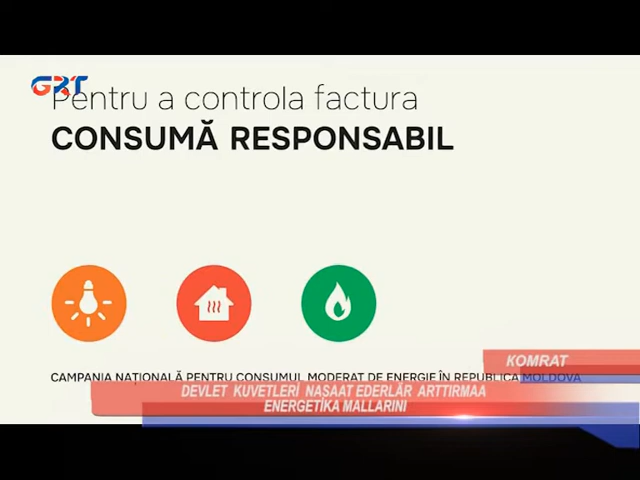 GRT
Pentru a controla factura
CONSUMĂ RESPONSABIL
KOMRAT
CAMPANIA NAȚIONALĂ PENTRU CONSUMUL MODERAT DE ENERGIE ÎN REPUBLICA MOLDOVA
DEVLET KUVETLERİ NASAAT EDERLÄR ARTTIRMAA
ENERGETİKA MALLARINI